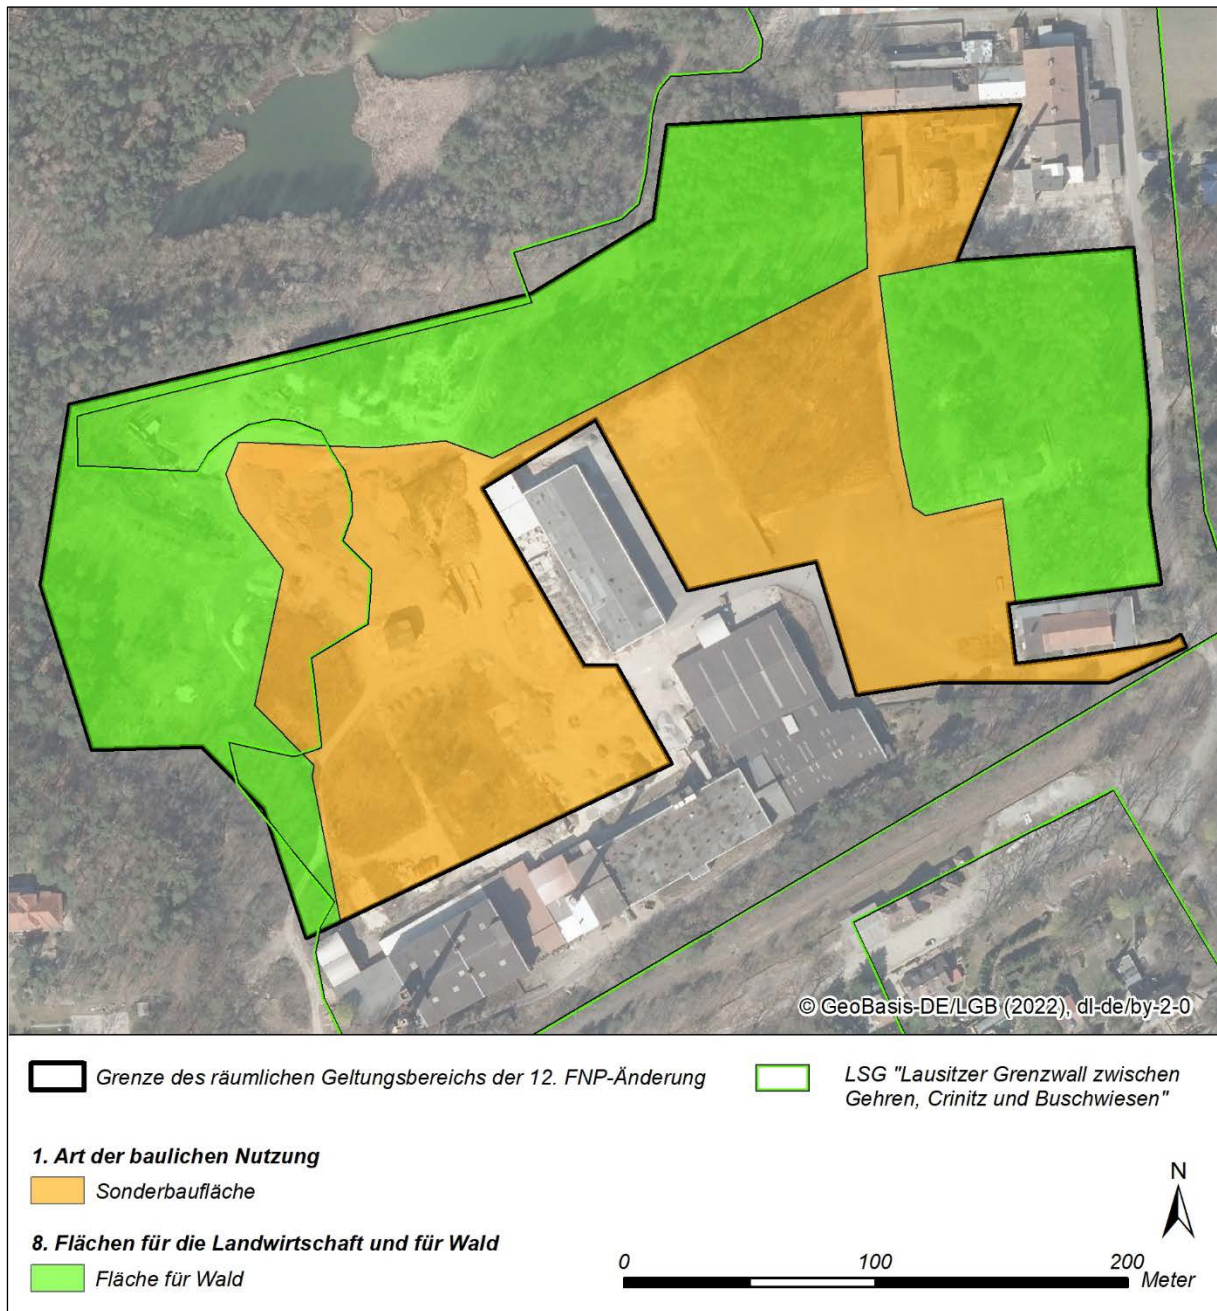 © GeoBasis-DE/LGB (2022), dl-de/by-2-0
Grenze des räumlichen Geltungsbereichs der 12. FNP-Änderung
LSG "Lausitzer Grenzwall zwischen
Gehren, Crinitz und Buschwiesen"
1. Art der baulichen Nutzung
Sonderbaufläche
8. Flächen für die Landwirtschaft und für Wald
Fläche für Wald
N
0 100 200
Meter